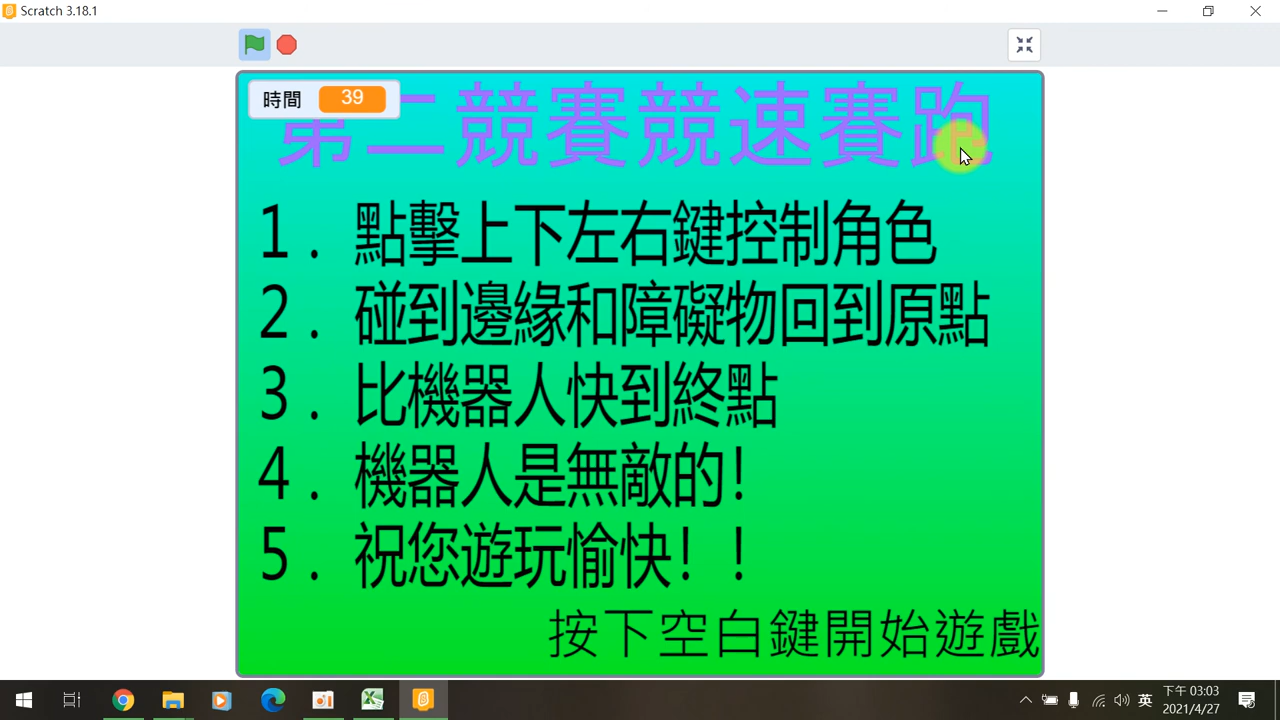 Scratch 3.18.1
時間 39
第二競賽競速賽跑
1. 點擊上下左右鍵控制角色
2. 碰到邊緣和障礙物回到原點
3. 比機器人快到終點
4. 機器人是無敵的!
5. 祝您遊玩愉快!!
按下空白鍵開始遊戲
英
下午 03:03
2021/4/27